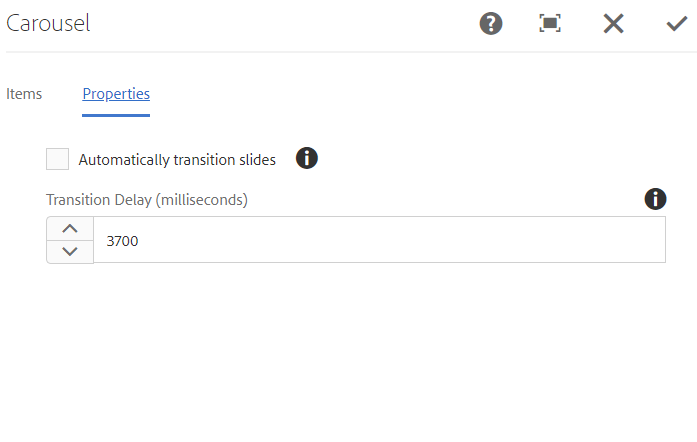 Carousel
Items Properties
Automatically transition slides
Transition Delay (milliseconds)
3700